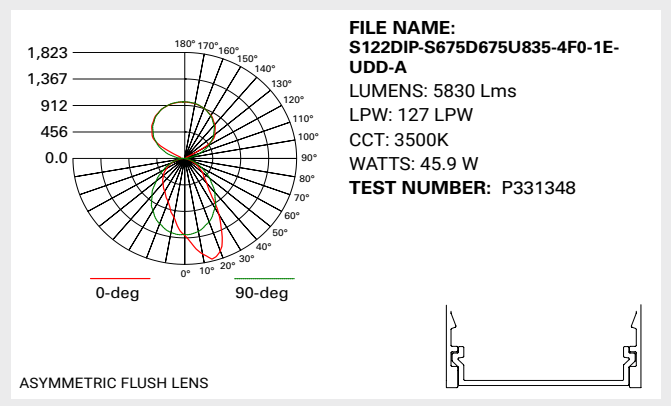 FILE NAME:
S122DIP-S675D675U835-4F0-1E-
UDD-A
LUMENS: 5830 Lms
LPW: 127 LPW
CCT: 3500K
WATTS: 45.9 W
TEST NUMBER: P331348
1,823
1,367
912
456
0.0
180°
170°
160°
150°
140°
130°
120°
110°
100°
90°
80°
70°
60°
50°
40°
30°
20°
10°
0°
0-deg
90-deg
ASYMMETRIC FLUSH LENS